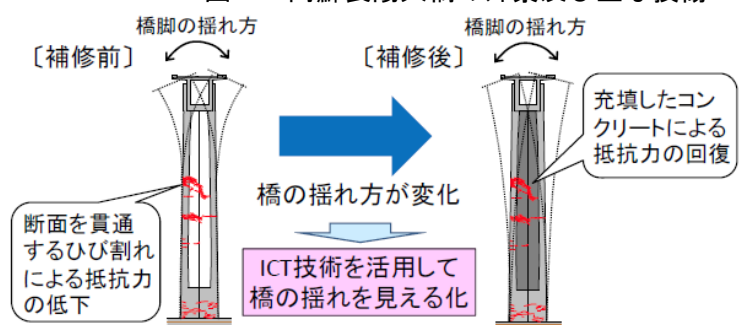 橋脚の揺れ方
〔補修前〕
断面を貫通
するひび割れ
による抵抗力
の低下
橋の揺れ方が変化
ICT技術を活用して
橋の揺れを見える化
橋脚の揺れ方
〔補修後〕
充填したコン
クリートによる
抵抗力の回復